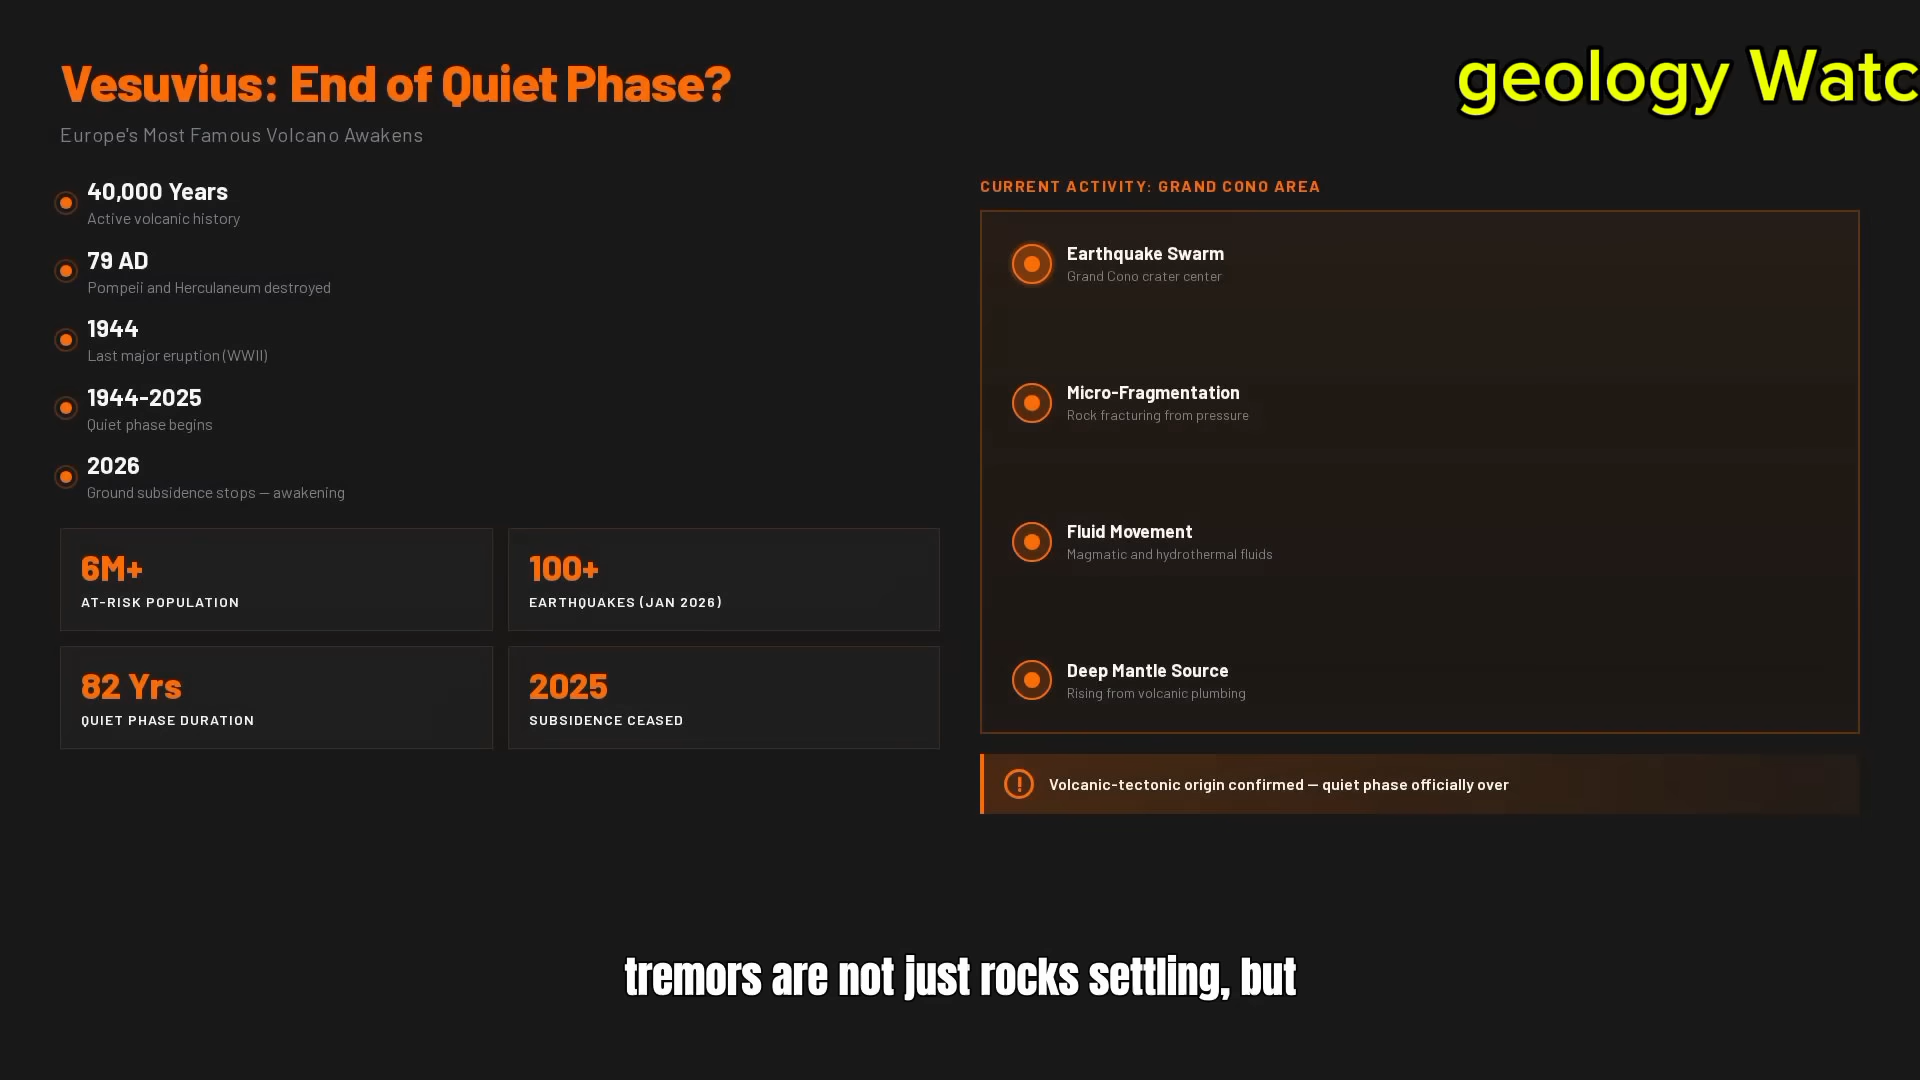 Vesuvius: End of Quiet Phase?
geology Watc
Europe's Most Famous Volcano Awakens
40,000 Years
Active volcanic history
79 AD
Pompeii and Herculaneum destroyed
1944
Last major eruption (WWII)
1944-2025
Quiet phase begins
2026
Ground subsidence stops — awakening
6M+
AT-RISK POPULATION
100+
EARTHQUAKES (JAN 2026)
82 Yrs
QUIET PHASE DURATION
2025
SUBSIDENCE CEASED
CURRENT ACTIVITY: GRAND CONO AREA
Earthquake Swarm
Grand Cono crater center
Micro-Fragmentation
Rock fracturing from pressure
Fluid Movement
Magmatic and hydrothermal fluids
Deep Mantle Source
Rising from volcanic plumbing
Volcanic-tectonic origin confirmed — quiet phase officially over
tremors are not just rocks settling, but